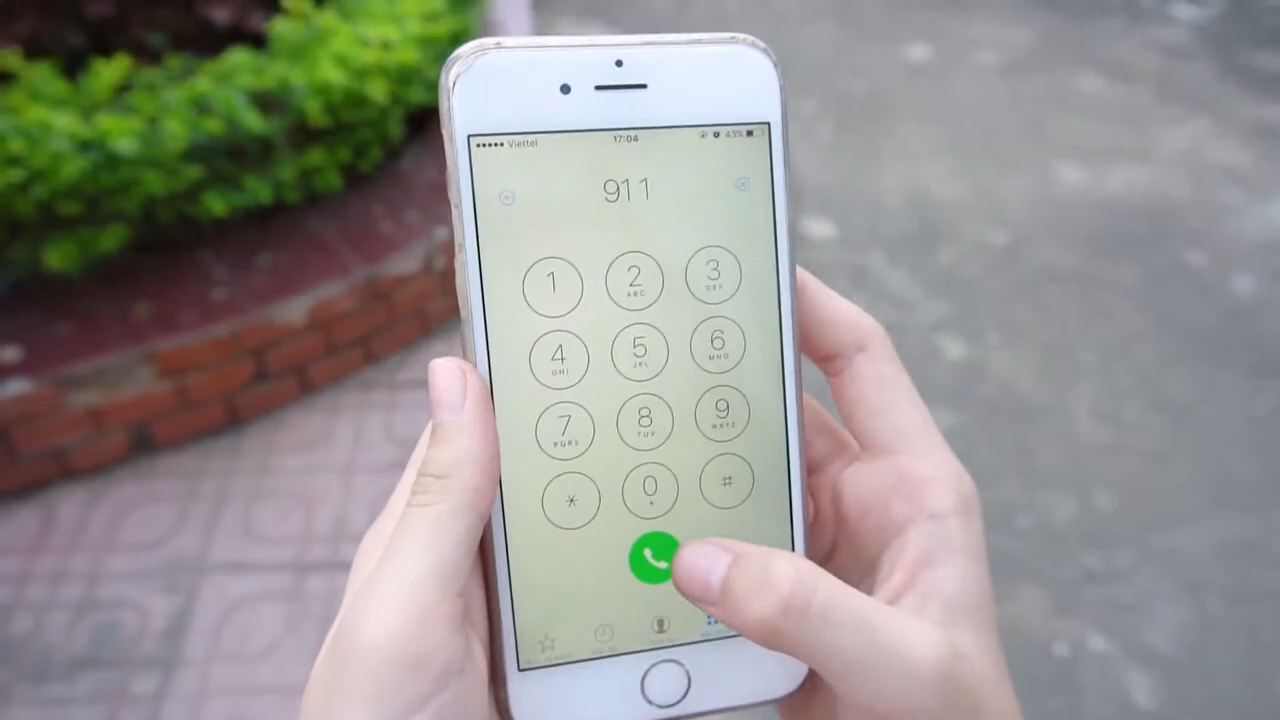 Viettel 17:04 43%
911
1 2 3
ABC DEF
4 5 6
GHI JKL MNO
7 8 9
PQRS TUV WXYZ
* 0 #
+